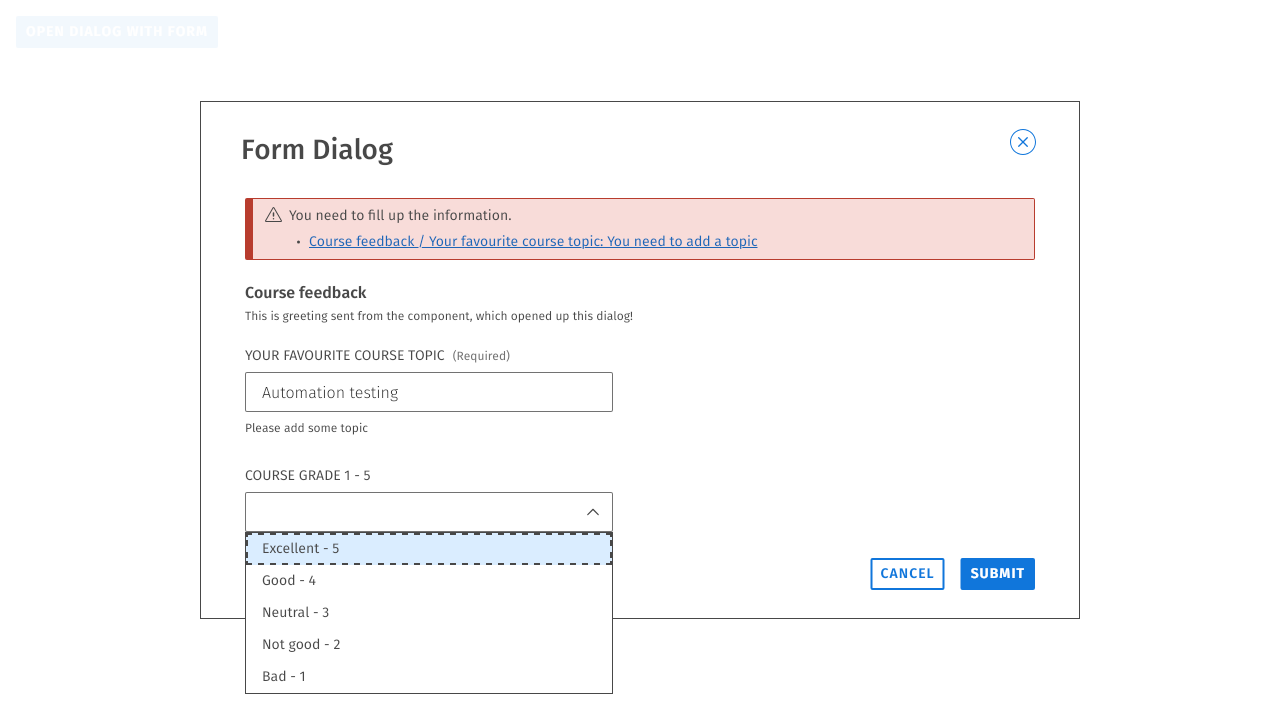 OPEN DIALOG WITH FORM
Form Dialog
You need to fill up the information.
• Course feedback / Your favourite course topic: You need to add a topic
Course feedback
This is greeting sent from the component, which opened up this dialog!
YOUR FAVOURITE COURSE TOPIC (Required)
Automation testing
Please add some topic
COURSE GRADE 1 - 5
Excellent - 5
Good - 4
Neutral - 3
Not good - 2
Bad - 1
CANCEL SUBMIT